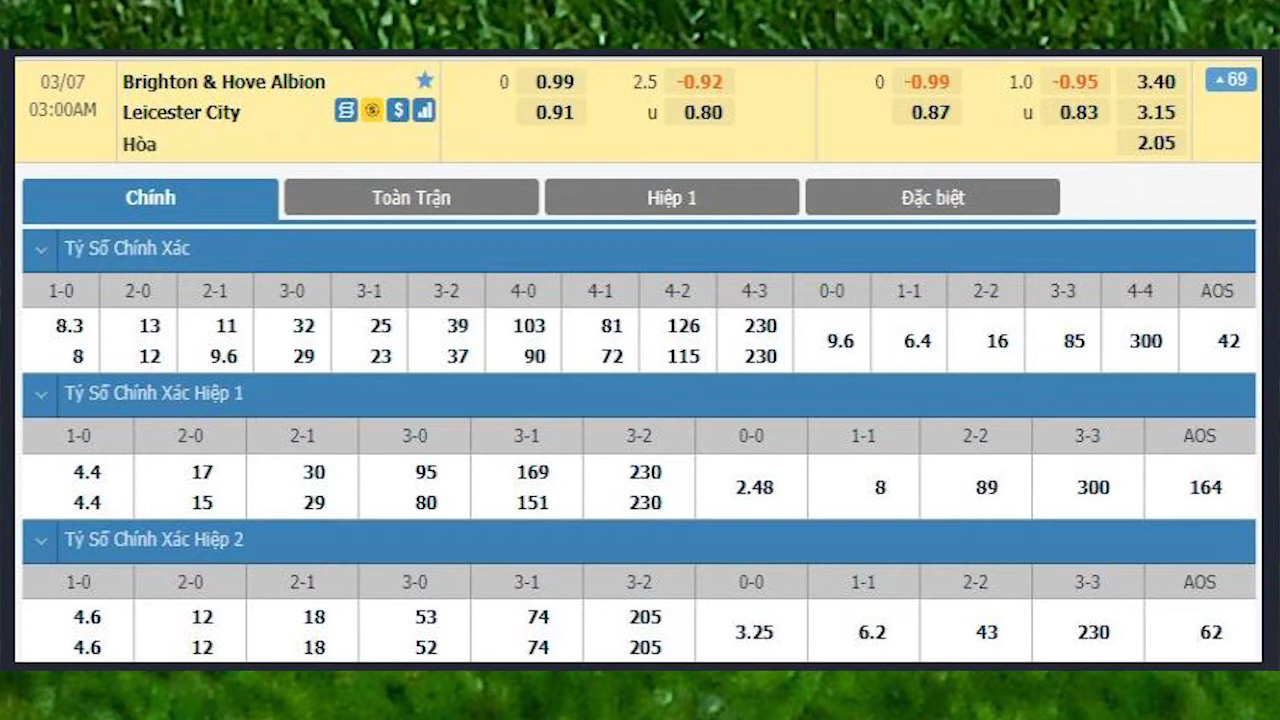 03/07 Brighton & Hove Albion 0 0.99 2.5 -0.92 0 -0.99 1.0 -0.95 3.40 69
03:00AM Leicester City $ 0.91 u 0.80 0.87 u 0.83 3.15
Hòa 2.05
Chính Toàn Trận Hiệp 1 Đặc biệt
Tỷ Số Chính Xác
1-0 2-0 2-1 3-0 3-1 3-2 4-0 4-1 4-2 4-3 0-0 1-1 2-2 3-3 4-4 AOS
8.3 13 11 32 25 39 103 81 126 230
9.6 6.4 16 85 300 42
8 12 9.6 29 23 37 90 72 115 230
Tỷ Số Chính Xác Hiệp 1
1-0 2-0 2-1 3-0 3-1 3-2 0-0 1-1 2-2 3-3 AOS
4.4 17 30 95 169 230
2.48 8 89 300 164
4.4 15 29 80 151 230
Tỷ Số Chính Xác Hiệp 2
1-0 2-0 2-1 3-0 3-1 3-2 0-0 1-1 2-2 3-3 AOS
4.6 12 18 53 74 205
3.25 6.2 43 230 62
4.6 12 18 52 74 205